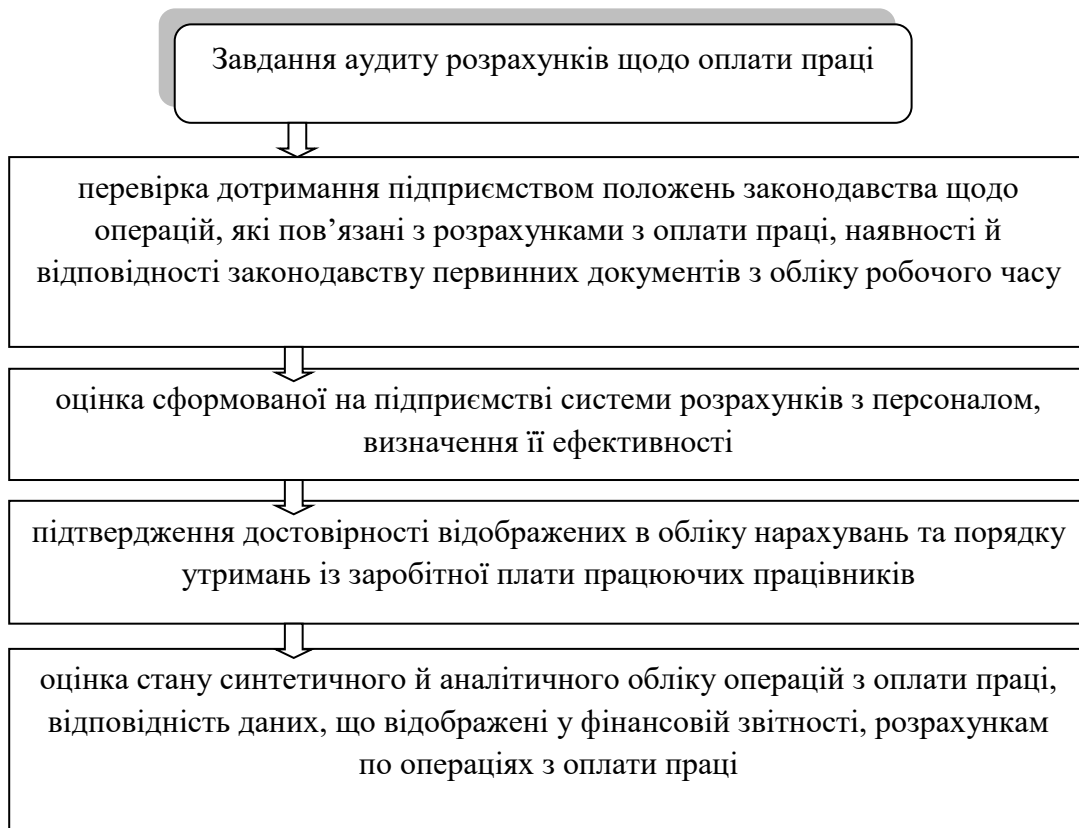 Завдання аудиту розрахунків щодо оплати праці
перевірка дотримання підприємством положень законодавства щодо
операцій, які пов’язані з розрахунками з оплати праці, наявності й
відповідності законодавству первинних документів з обліку робочого часу
оцінка сформованої на підприємстві системи розрахунків з персоналом,
визначення її ефективності
підтвердження достовірності відображених в обліку нарахувань та порядку
утримань із заробітної плати працюючих працівників
оцінка стану синтетичного й аналітичного обліку операцій з оплати праці,
відповідність даних, що відображені у фінансовій звітності, розрахункам
по операціях з оплати праці